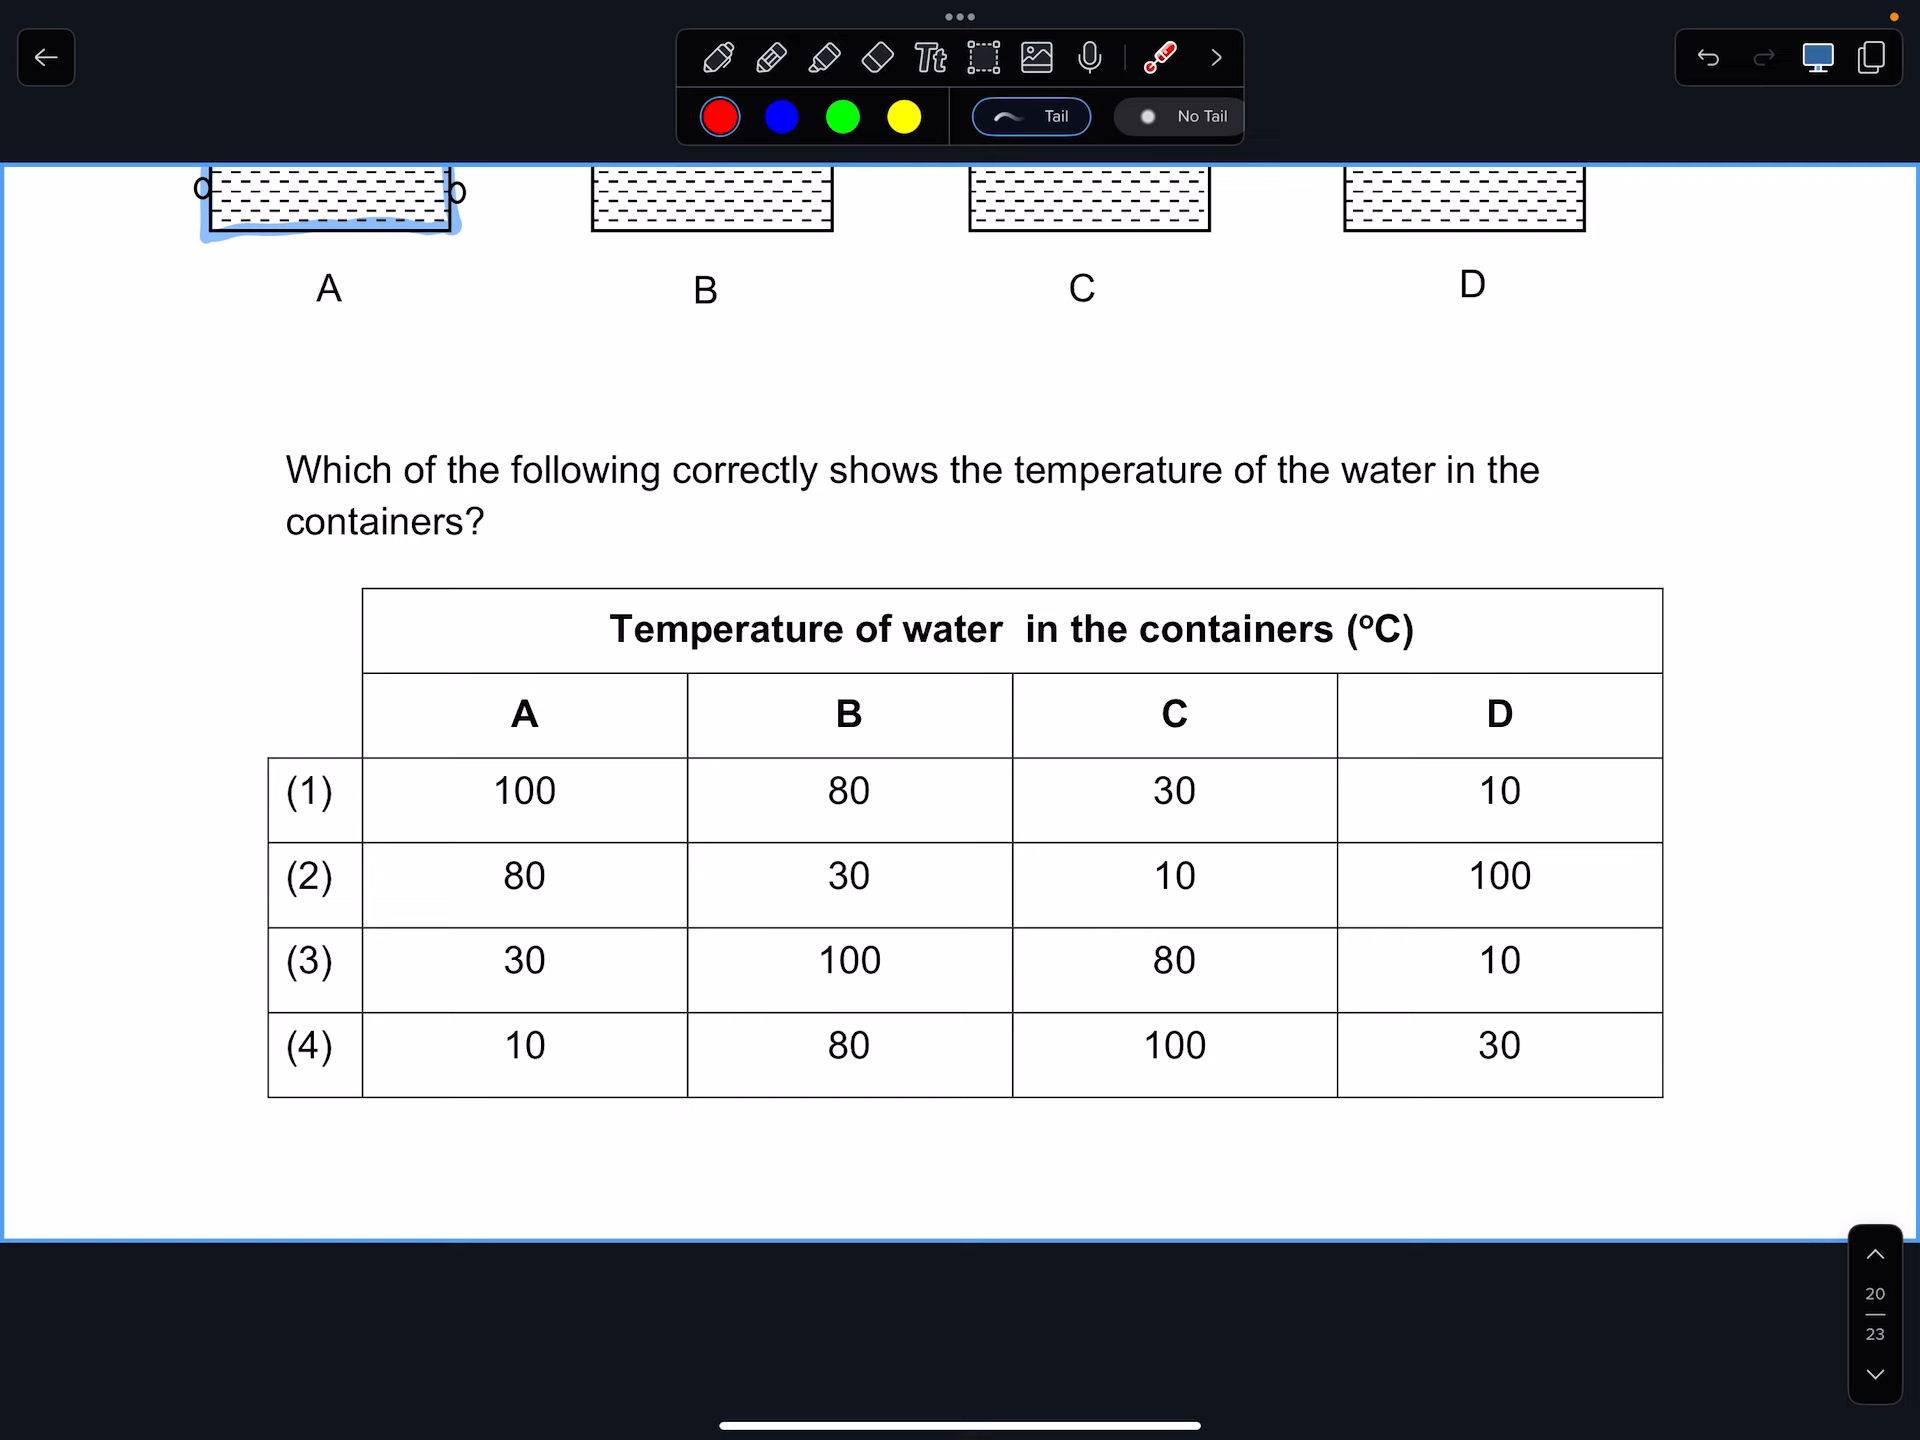 Tt
Tail
No Tail
A B C D
Which of the following correctly shows the temperature of the water in the
containers?
Temperature of water in the containers (ºC)
A B C D
(1) 100 80 30 10
(2) 80 30 10 100
(3) 30 100 80 10
(4) 10 80 100 30
20
23